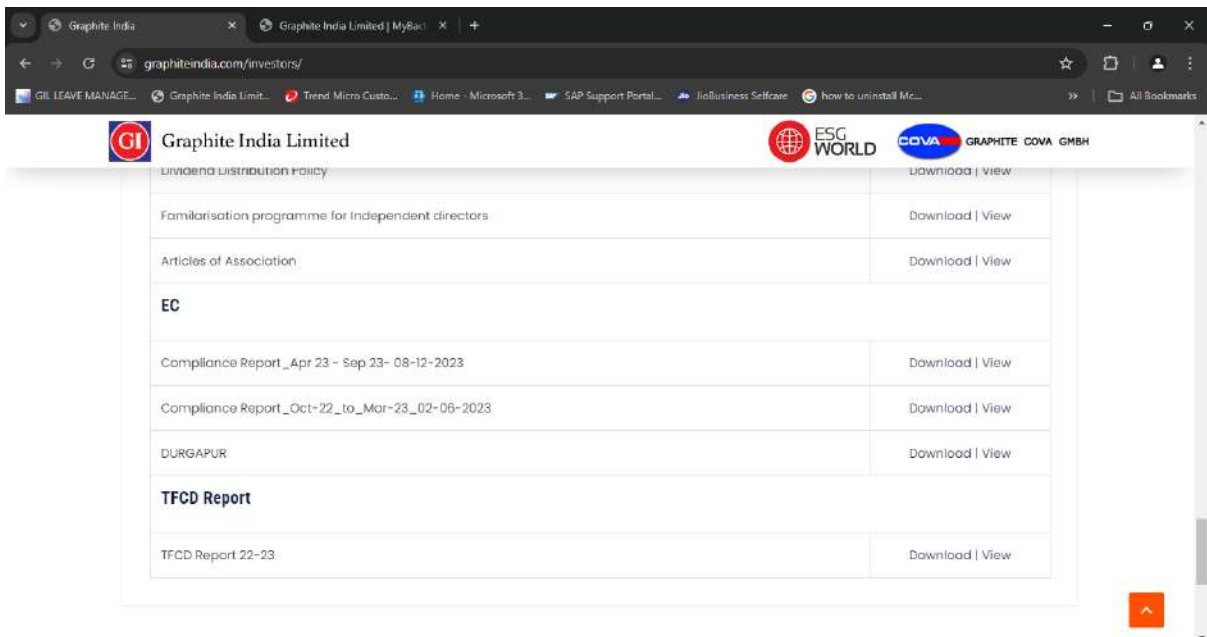 Graphite India
Graphite India Limited | MyBact
graphiteindia.com/investors/
GIL LEAVE MANAGE...
Graphite India Limit...
Trend Micro Custo...
Home - Microsoft 3...
SAP Support Portal...
JioBusiness Selfcare
how to uninstall Mc...
All Bookmarks
GI
Graphite India Limited
ESG
WORLD
COVA
GRAPHITE COVA GMBH
Dividend Distribution Policy
Download | View
Familarisation programme for Independent directors
Download | View
Articles of Association
Download | View
EC
Compliance Report_Apr 23 - Sep 23- 08-12-2023
Download | View
Compliance Report_Oct-22_to_Mar-23_02-06-2023
Download | View
DURGAPUR
Download | View
TFCD Report
TFCD Report 22-23
Download | View